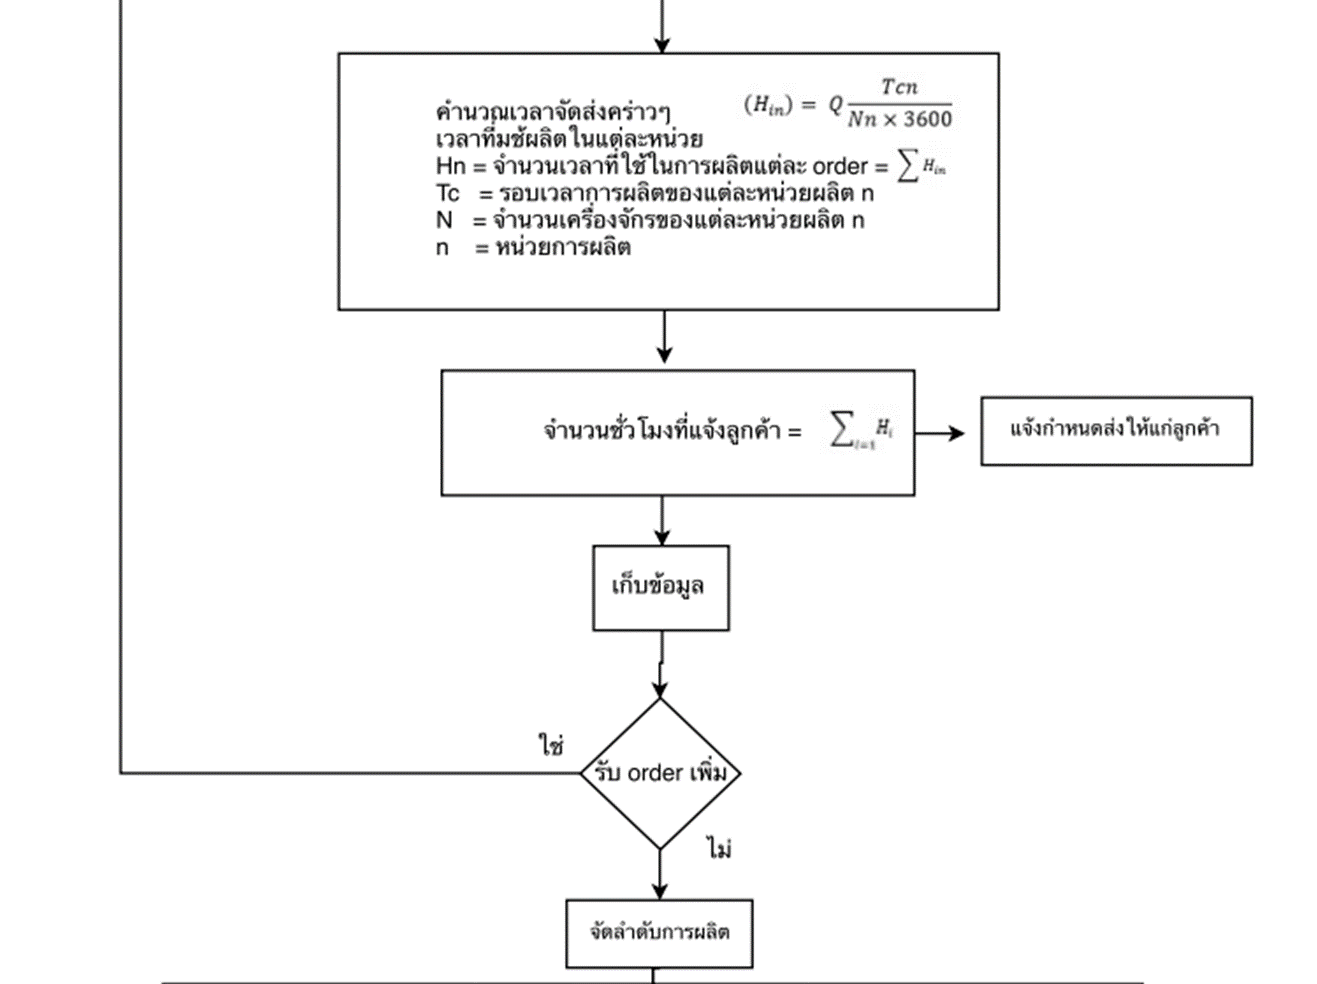 คำนวณเวลาจัดส่งคร่าวๆ (H_in) = Q Tcn / Nn × 3600
เวลาที่มช้ผลิตในแต่ละหน่วย
Hn = จำนวนเวลาที่ใช้ในการผลิตแต่ละ order = ∑ H_in
Tc = รอบเวลาการผลิตของแต่ละหน่วยผลิต n
N = จำนวนเครื่องจักรของแต่ละหน่วยผลิต n
n = หน่วยการผลิต
จำนวนชั่วโมงที่แจ้งลูกค้า = ∑_i=1 H_i
แจ้งกำหนดส่งให้แก่ลูกค้า
เก็บข้อมูล
ใช่
รับ order เพิ่ม
ไม่
จัดลำดับการผลิต